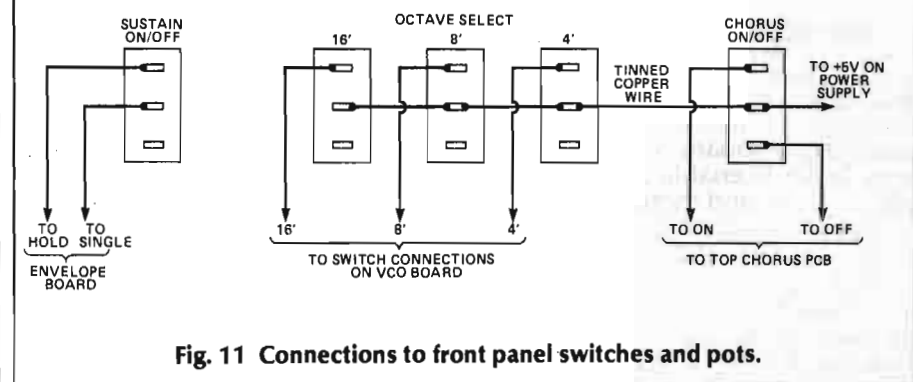 SUSTAIN
ON/OFF
OCTAVE SELECT
16'
8'
4'
CHORUS
ON/OFF
TINNED
COPPER
WIRE
TO +5V ON
POWER
SUPPLY
TO
HOLD
TO
SINGLE
ENVELOPE
BOARD
16'
8'
4'
TO SWITCH CONNECTIONS
ON VCO BOARD
TO ON
TO OFF
TO TOP CHORUS PCB
Fig. 11 Connections to front panel switches and pots.